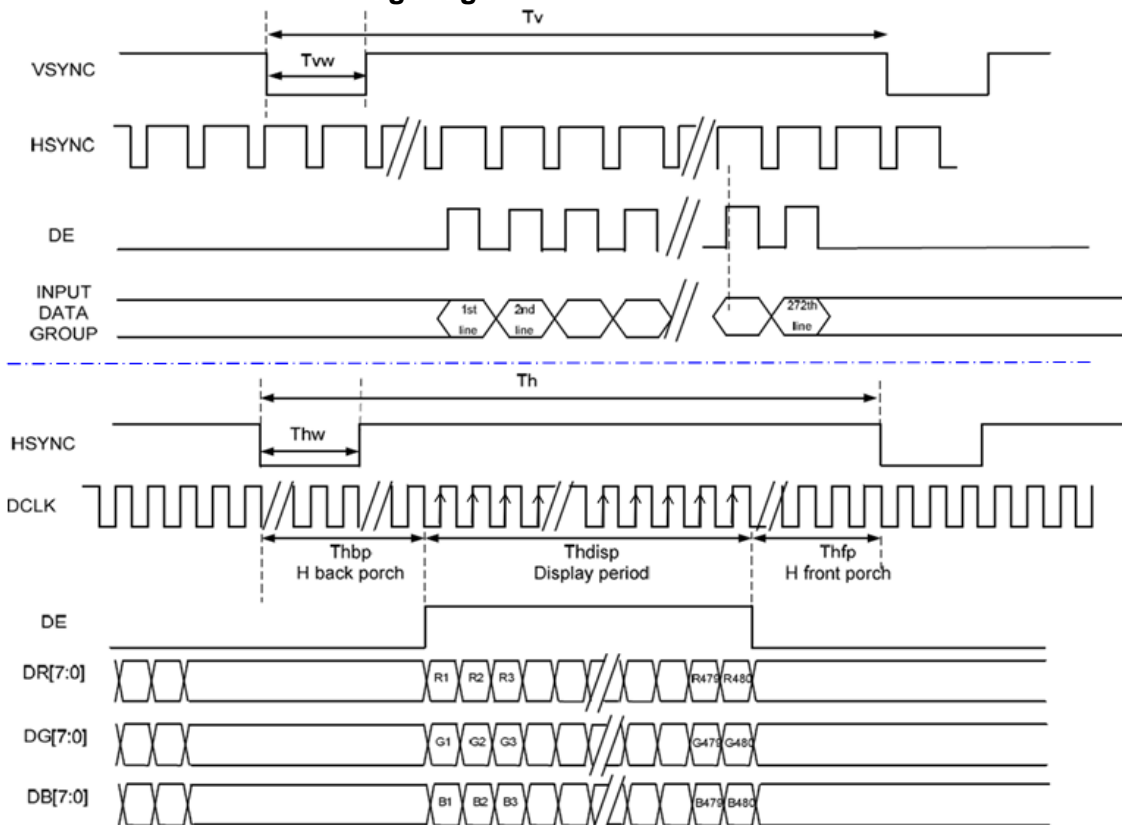 Tv
Tvw
VSYNC
HSYNC
DE
INPUT
DATA
GROUP
1st
line
2nd
line
272th
line
Th
Thw
HSYNC
DCLK
Thbp
H back porch
Thdisp
Display period
Thfp
H front porch
DE
DR[7:0]
R1 R2 R3 R479 R480
DG[7:0]
G1 G2 G3 G479 G480
DB[7:0]
B1 B2 B3 B479 B480